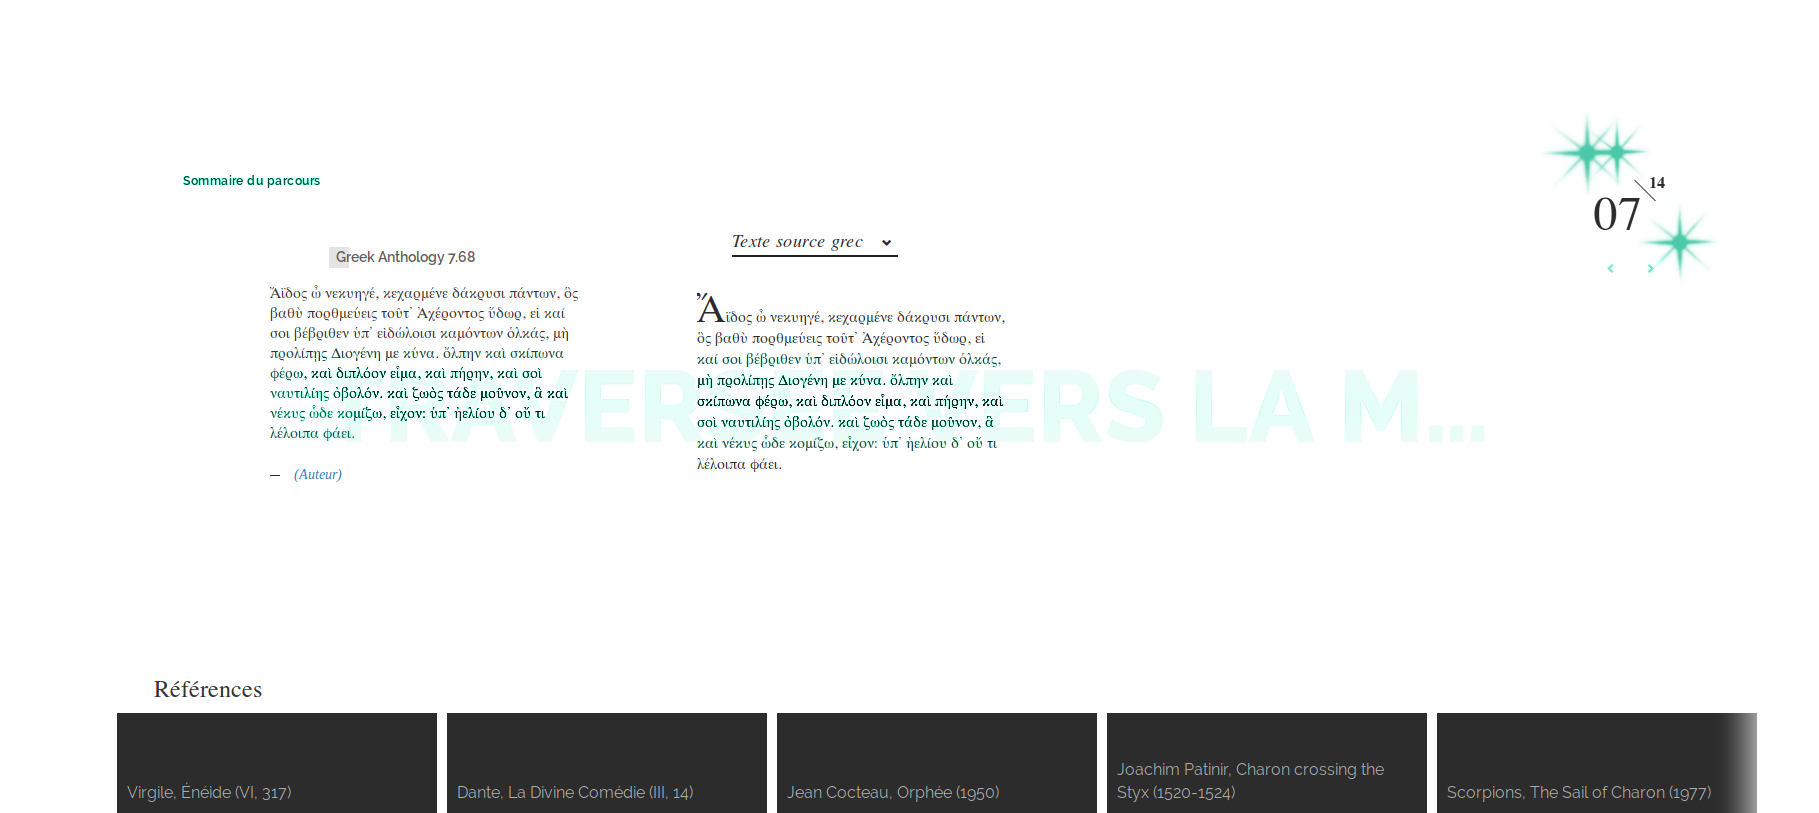 Sommaire du parcours
14
07
Greek Anthology 7.68
Ἄϊδος ὦ νεκυηγέ, κεχαρμένε δάκρυσι πάντων, ὃς
βαθὺ πορθμεύεις τοῦτ᾽ Ἀχέροντος ὕδωρ, εἰ καί
σοι βέβριθεν ὑπ᾽ εἰδώλοισι καμόντων ὁλκάς, μὴ
προλίπῃς Διογένη με κύνα. ὄλπην καὶ σκίπωνα
φέρω, καὶ διπλόον εἷμα, καὶ πήρην, καὶ σοὶ
ναυτιλίης ὀβολόν. καὶ ζωὸς τάδε μοῦνον, ἃ καὶ
νέκυς ὧδε κομίζω, εἶχον: ὑπ᾽ ἠελίου δ᾽ οὔ τι
λέλοιπα φάει.
— (Auteur)
Texte source grec
Ἄϊδος ὦ νεκυηγέ, κεχαρμένε δάκρυσι πάντων,
ὃς βαθὺ πορθμεύεις τοῦτ᾽ Ἀχέροντος ὕδωρ, εἰ
καί σοι βέβριθεν ὑπ᾽ εἰδώλοισι καμόντων ὁλκάς,
μὴ προλίπῃς Διογένη με κύνα. ὄλπην καὶ
σκίπωνα φέρω, καὶ διπλόον εἷμα, καὶ πήρην, καὶ
σοὶ ναυτιλίης ὀβολόν. καὶ ζωὸς τάδε μοῦνον, ἃ
καὶ νέκυς ὧδε κομίζω, εἶχον: ὑπ᾽ ἠελίου δ᾽ οὔ τι
λέλοιπα φάει.
TRAVERSÉE VERS LA M...
Références
Virgile, Énéide (VI, 317)
Dante, La Divine Comédie (III, 14)
Jean Cocteau, Orphée (1950)
Joachim Patinir, Charon crossing the
Styx (1520-1524)
Scorpions, The Sail of Charon (1977)